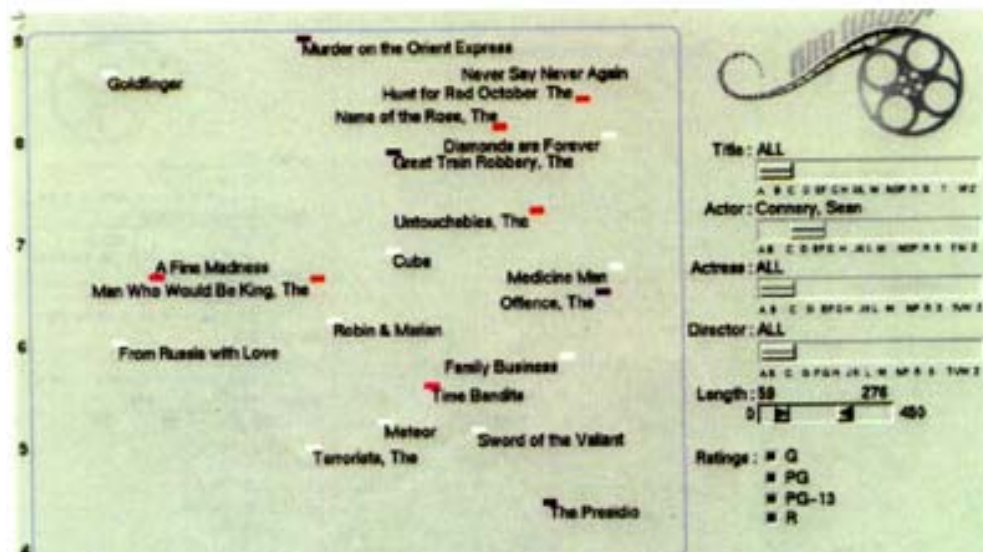 9
Murder on the Orient Express
Goldfinger
Never Say Never Again
Hunt for Red October The
Name of the Rose, The
8
Diamonds are Forever
Great Train Robbery, The
Untouchables, The
7
Cuba
A Fine Madness
Medicine Man
Man Who Would Be King, The
Offence, The
Robin & Marian
6
From Russia with Love
Family Business
Time Bandits
Meteor
Sword of the Valiant
5
Terrorists, The
The Presidio
4
Title : ALL
Actor : Connery, Sean
Actress : ALL
Director : ALL
Length : 59 276
0 450
Ratings : G
PG
PG-13
R